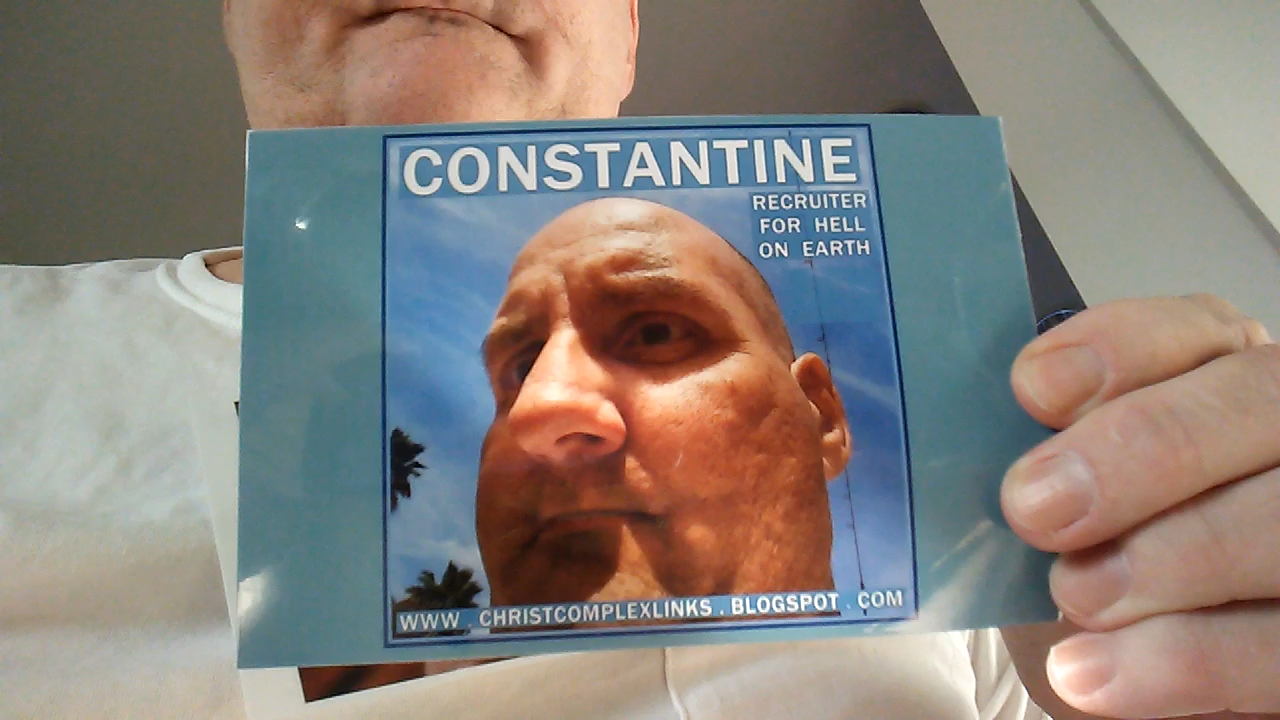 CONSTANTINE
RECRUITER
FOR HELL
ON EARTH
WWW . CHRISTCOMPLEXLINKS . BLOGSPOT . COM